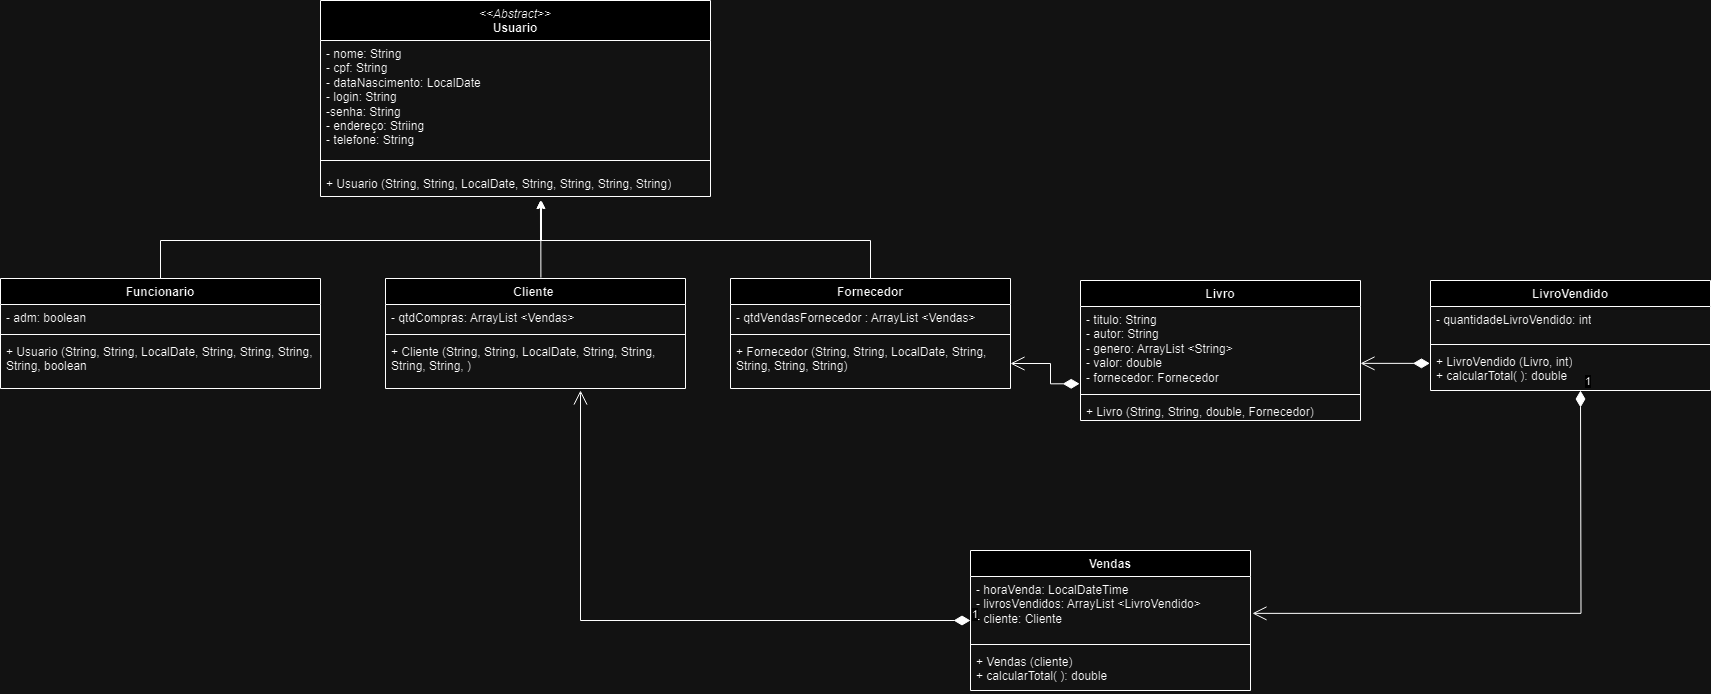 <<Abstract>>
Usuario
- nome: String
- cpf: String
- dataNascimento: LocalDate
- login: String
-senha: String
- endereço: Striing
- telefone: String
+ Usuario (String, String, LocalDate, String, String, String, String)
Funcionario
- adm: boolean
+ Usuario (String, String, LocalDate, String, String, String,
String, boolean
Cliente
- qtdCompras: ArrayList <Vendas>
+ Cliente (String, String, LocalDate, String, String,
String, String, )
Fornecedor
- qtdVendasFornecedor : ArrayList <Vendas>
+ Fornecedor (String, String, LocalDate, String,
String, String, String)
Livro
- titulo: String
- autor: String
- genero: ArrayList <String>
- valor: double
- fornecedor: Fornecedor
+ Livro (String, String, double, Fornecedor)
LivroVendido
- quantidadeLivroVendido: int
+ LivroVendido (Livro, int)
+ calcularTotal( ): double
1
Vendas
- horaVenda: LocalDateTime
- livrosVendidos: ArrayList <LivroVendido>
1
- cliente: Cliente
+ Vendas (cliente)
+ calcularTotal( ): double